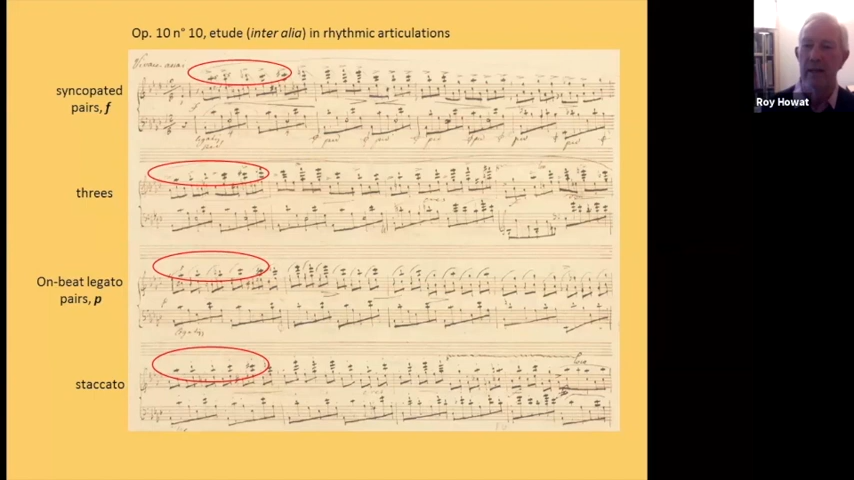 Op. 10 n° 10, etude (inter alia) in rhythmic articulations
Roy Howat
syncopated
pairs, f
threes
On-beat legato
pairs, p
staccato